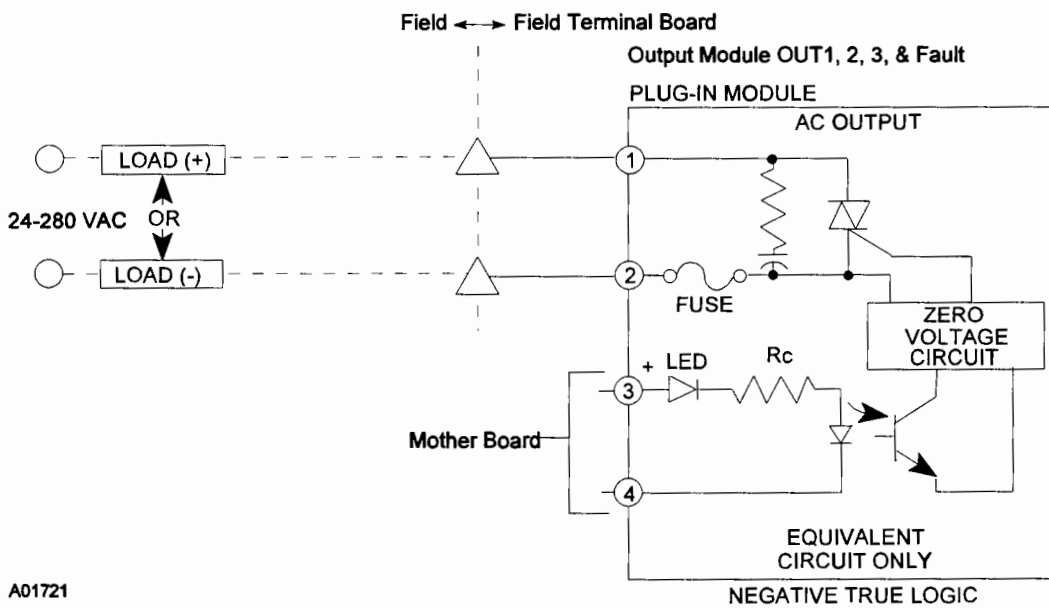 Field ◄─► Field Terminal Board
Output Module OUT1, 2, 3, & Fault
PLUG-IN MODULE
AC OUTPUT
1
LOAD (+)
24-280 VAC
OR
LOAD (-)
2
FUSE
ZERO
VOLTAGE
CIRCUIT
+
LED
Rc
3
Mother Board
4
EQUIVALENT
CIRCUIT ONLY
A01721
NEGATIVE TRUE LOGIC